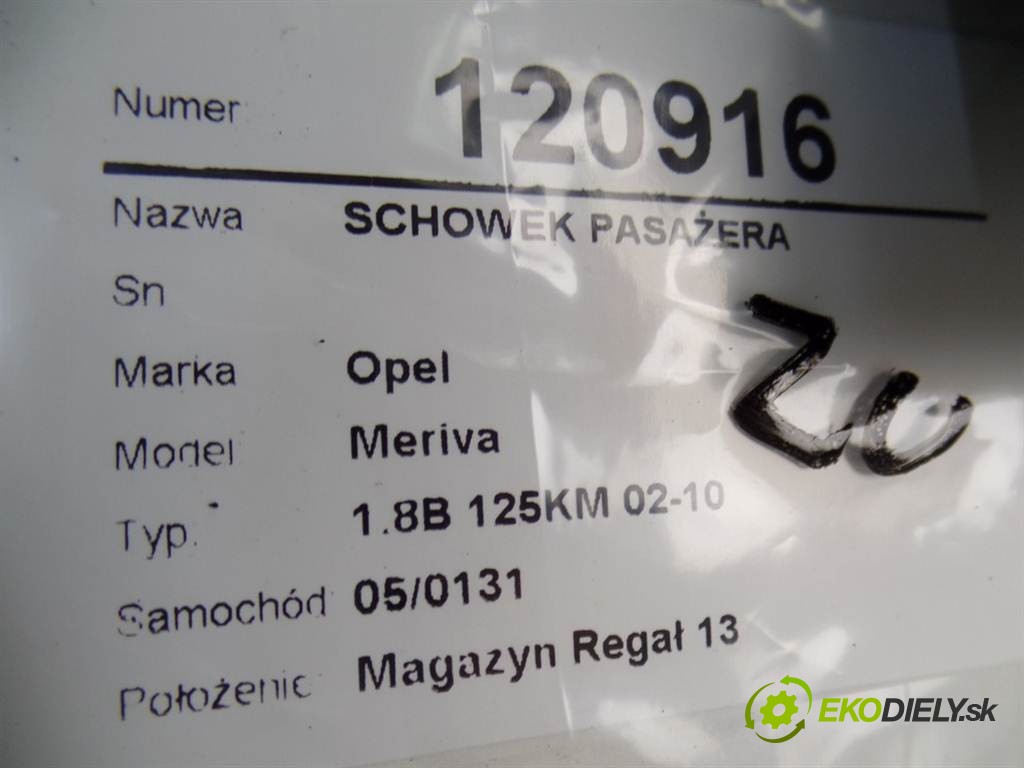 Numer 120916
Nazwa SCHOWEK PASAŻERA
Sn
Marka Opel
Model Meriva
Typ. 1.8B 125KM 02-10
Samochód 05/0131
Położenie Magazyn Regał 13
EKODIELY.sk